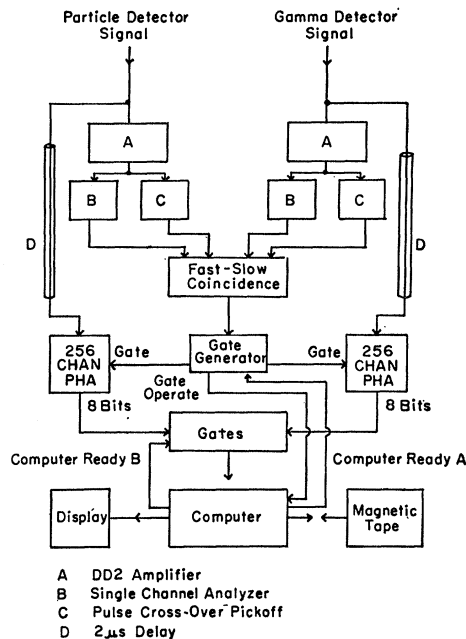 Particle Detector
Signal
Gamma Detector
Signal
A
A
B
C
B
C
D
D
Fast-Slow
Coincidence
256
CHAN
PHA
Gate
Gate
Generator
Gate
256
CHAN
PHA
Gate
Operate
8 Bits
8 Bits
Gates
Computer Ready B
Computer Ready A
Display
Computer
Magnetic
Tape
A DD2 Amplifier
B Single Channel Analyzer
C Pulse Cross-Over Pickoff
D 2μs Delay